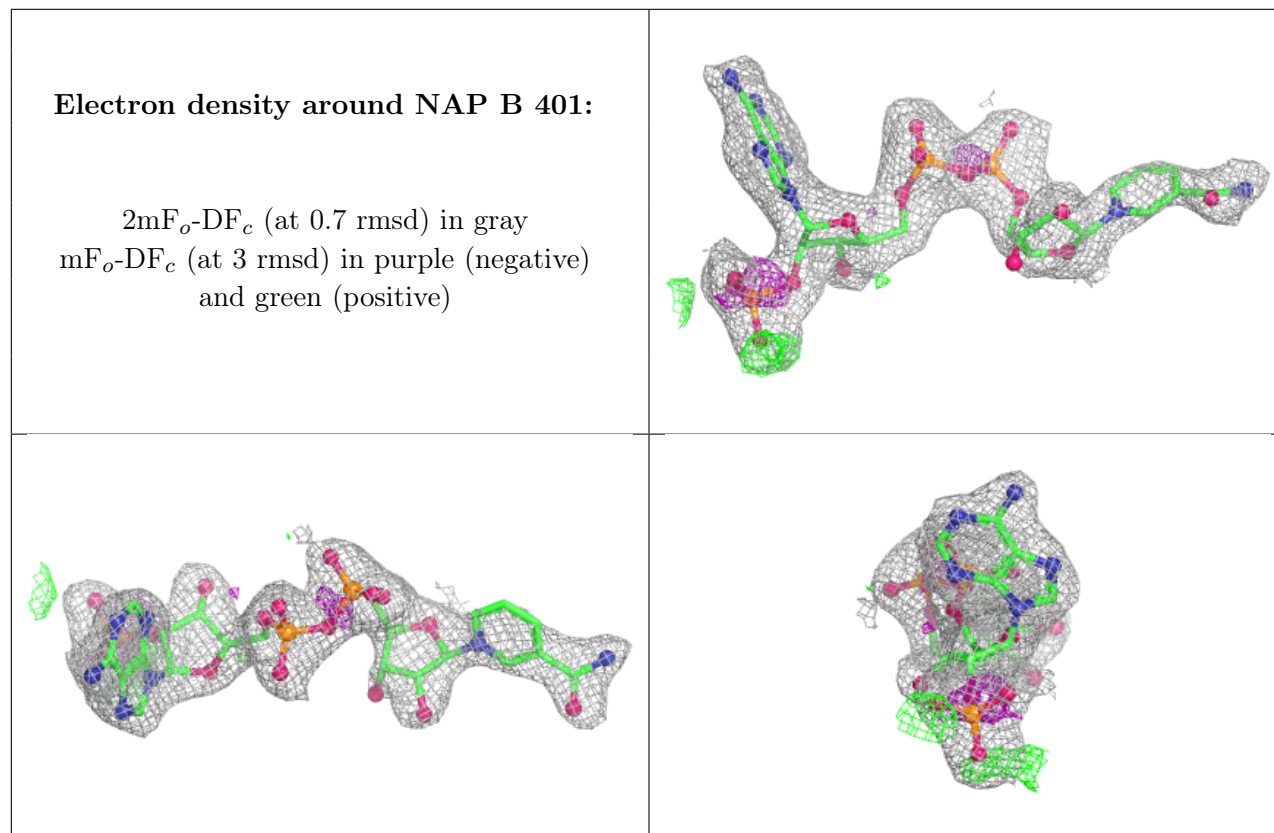 Electron density around NAP B 401:
2mFo-DFc (at 0.7 rmsd) in gray
mFo-DFc (at 3 rmsd) in purple (negative)
and green (positive)